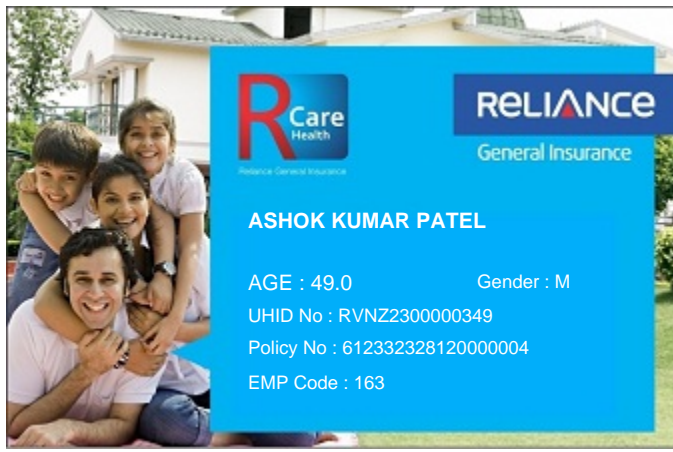 R Care
Health
Reliance General Insurance
RELIANCE
General Insurance
ASHOK KUMAR PATEL
AGE : 49.0 Gender : M
UHID No : RVNZ2300000349
Policy No : 612332328120000004
EMP Code : 163